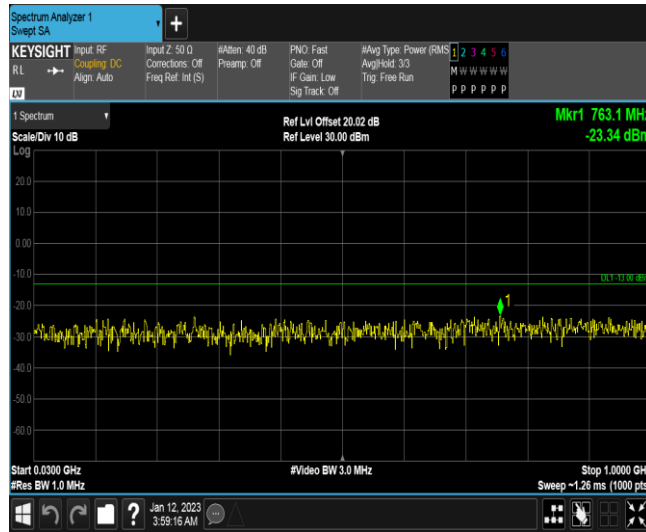 Spectrum Analyzer 1
Swept SA
+
KEYSIGHT Input: RF Input Z: 50 Ω #Atten: 40 dB PNO: Fast #Avg Type: Power (RMS 1 2 3 4 5 6
RL Coupling: DC Corrections: Off Preamp: Off Gate: Off Avg|Hold: 3/3 M W W W W W
Align: Auto Freq Ref: Int (S) IF Gain: Low Trig: Free Run
LXI Sig Track: Off P P P P P P
1 Spectrum Ref Lvl Offset 20.02 dB Mkr1 763.1 MHz
Scale/Div 10 dB Ref Level 30.00 dBm -23.34 dBm
Log
20.0
10.0
0.00
-10.0
DL1 -13.00 dBm
-20.0
1
-30.0
-40.0
-50.0
-60.0
Start 0.0300 GHz #Video BW 3.0 MHz Stop 1.0000 GHz
#Res BW 1.0 MHz Sweep ~1.26 ms (1000 pts)
? Jan 12, 2023
3:59:16 AM